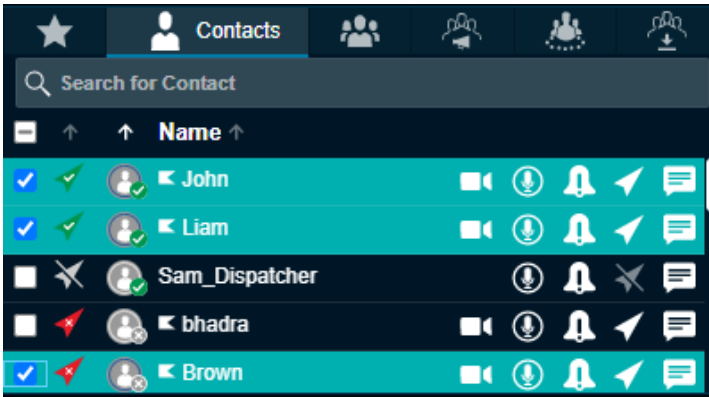 Contacts
Search for Contact
Name
John
Liam
Sam_Dispatcher
bhadra
Brown